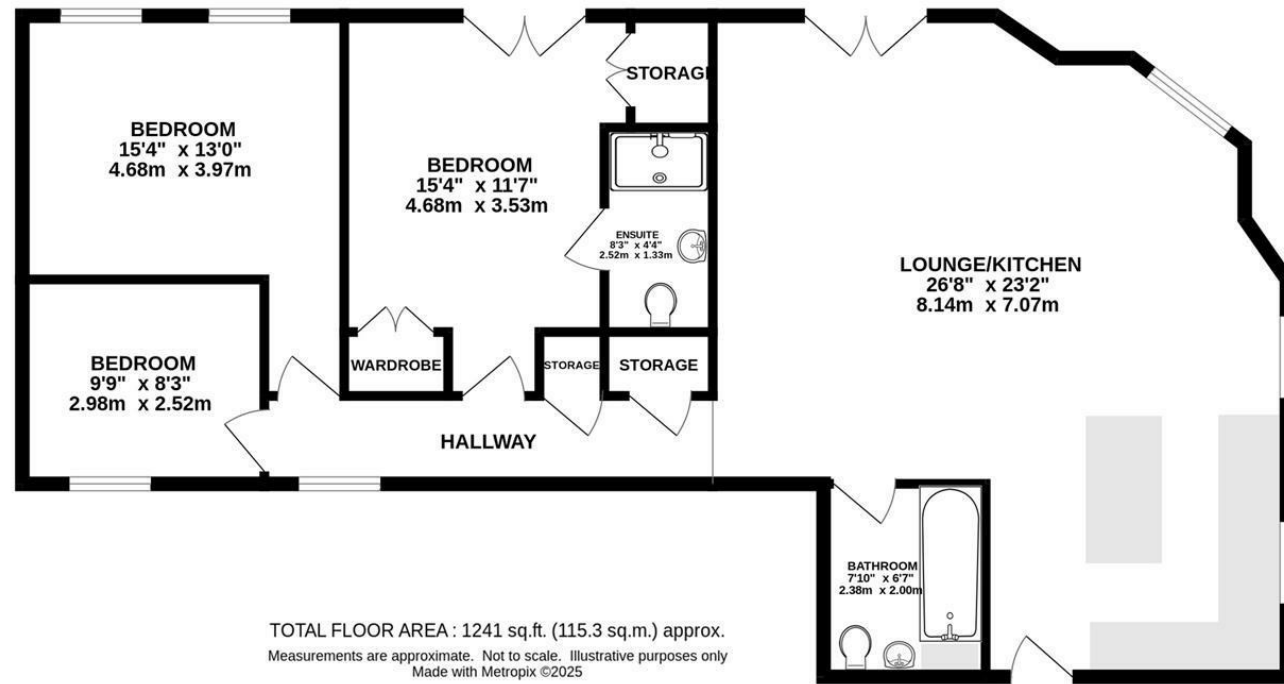 BEDROOM
15'4" x 13'0"
4.68m x 3.97m
BEDROOM
15'4" x 11'7"
4.68m x 3.53m
STORAGE
ENSUITE
8'3" x 4'4"
2.52m x 1.33m
LOUNGE/KITCHEN
26'8" x 23'2"
8.14m x 7.07m
BEDROOM
9'9" x 8'3"
2.98m x 2.52m
WARDROBE
STORAGE
STORAGE
HALLWAY
BATHROOM
7'10" x 6'7"
2.38m x 2.00m
TOTAL FLOOR AREA : 1241 sq.ft. (115.3 sq.m.) approx.
Measurements are approximate. Not to scale. Illustrative purposes only
Made with Metropix ©2025